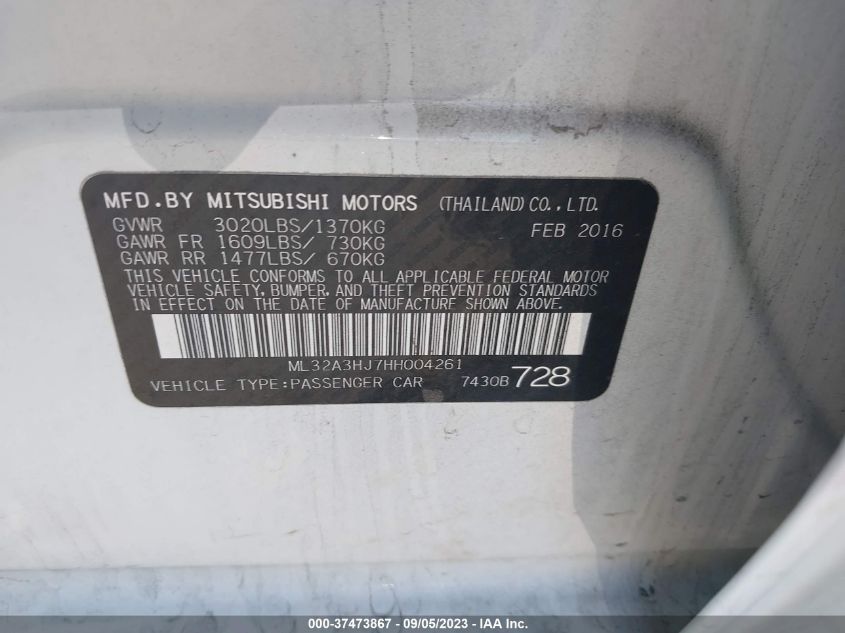 MFD.BY MITSUBISHI MOTORS (THAILAND)CO.,LTD.
GVWR 3020LBS/1370KG FEB 2016
GAWR FR 1609LBS/ 730KG
GAWR RR 1477LBS/ 670KG
THIS VEHICLE CONFORMS TO ALL APPLICABLE FEDERAL MOTOR
VEHICLE SAFETY, BUMPER, AND THEFT PREVENTION STANDARDS
IN EFFECT ON THE DATE OF MANUFACTURE SHOWN ABOVE.
ML32A3HJ7HH004261
VEHICLE TYPE:PASSENGER CAR 7430B 728
000-37473867 - 09/05/2023 - IAA Inc.